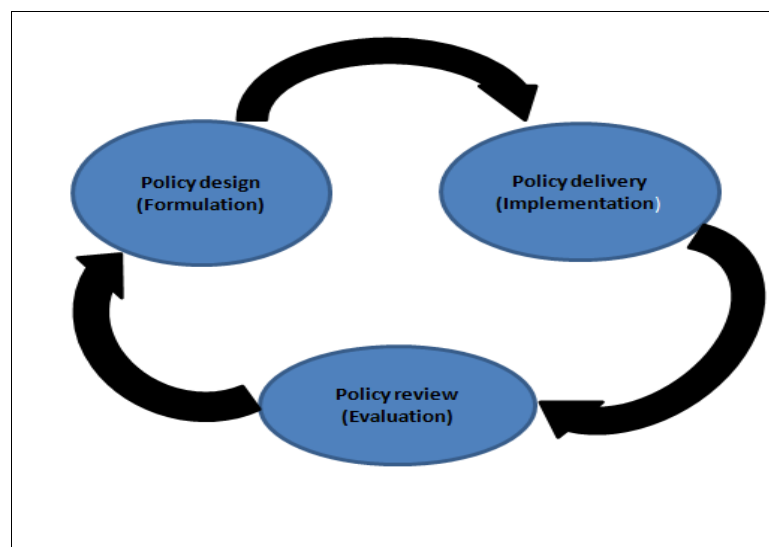 Policy design
(Formulation)
Policy delivery
(Implementation)
Policy review
(Evaluation)